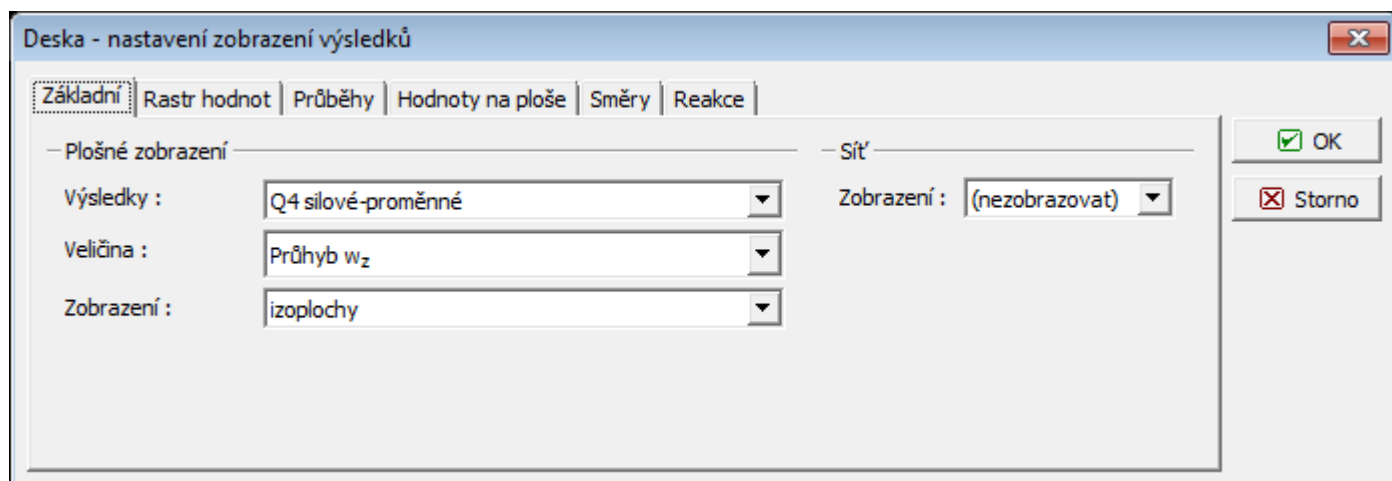 Deska - nastavení zobrazení výsledků
Základní Rastr hodnot Průběhy Hodnoty na ploše Směry Reakce
Plošné zobrazení Síť OK
Výsledky : Q4 silové-proměnné Zobrazení : (nezobrazovat) Storno
Veličina : Průhyb wz
Zobrazení : izoplochy